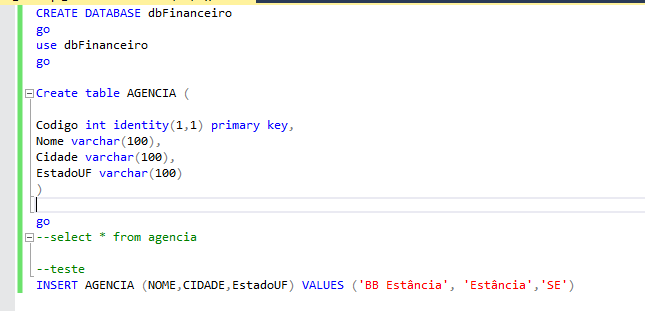 CREATE DATABASE dbFinanceiro
go
use dbFinanceiro
go
Create table AGENCIA (
Codigo int identity(1,1) primary key,
Nome varchar(100),
Cidade varchar(100),
EstadoUF varchar(100)
)
go
--select * from agencia
--teste
INSERT AGENCIA (NOME,CIDADE,EstadoUF) VALUES ('BB Estância', 'Estância','SE')